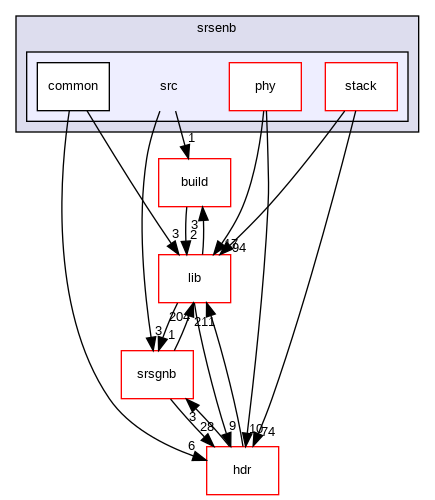 srsenb
common src phy stack
1
build
3 3 17 94
2
lib
204 211
3 1
srsgnb
3 28 9 10 74
6
hdr